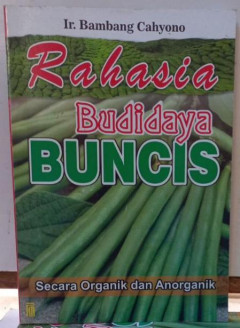 Ir. Bambang Cahyono
Rahasia
Budidaya
BUNCIS
Secara Organik dan Anorganik